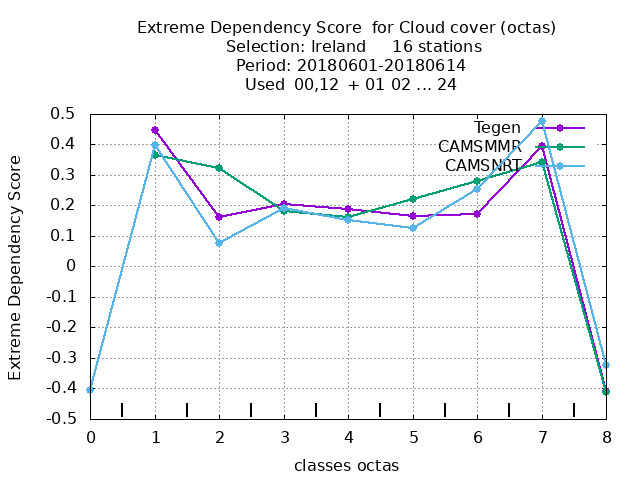 Extreme Dependency Score  for Cloud cover (octas)
Selection: Ireland     16 stations
Period: 20180601-20180614
Used  00,12  + 01 02 ... 24
Tegen
CAMSMMR
CAMSNRT
Extreme Dependency Score
0.5
0.4
0.3
0.2
0.1
0
-0.1
-0.2
-0.3
-0.4
-0.5
0 1 2 3 4 5 6 7 8
classes octas